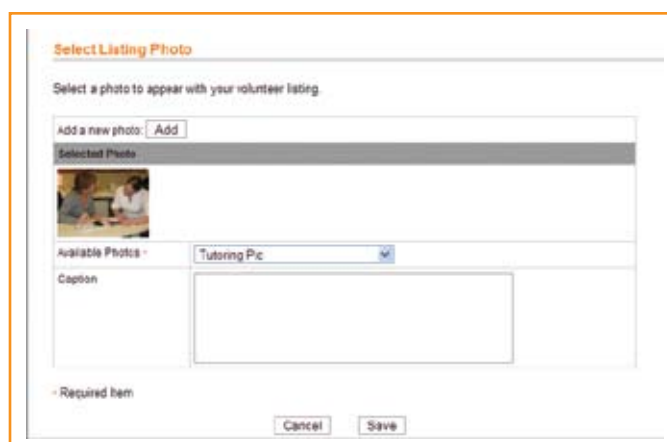 Select Listing Photo
Select a photo to appear with your volunteer listing.
Add a new photo: Add
Selected Photo
Available Photos - Tutoring Pic
Caption
- Required Item
Cancel Save